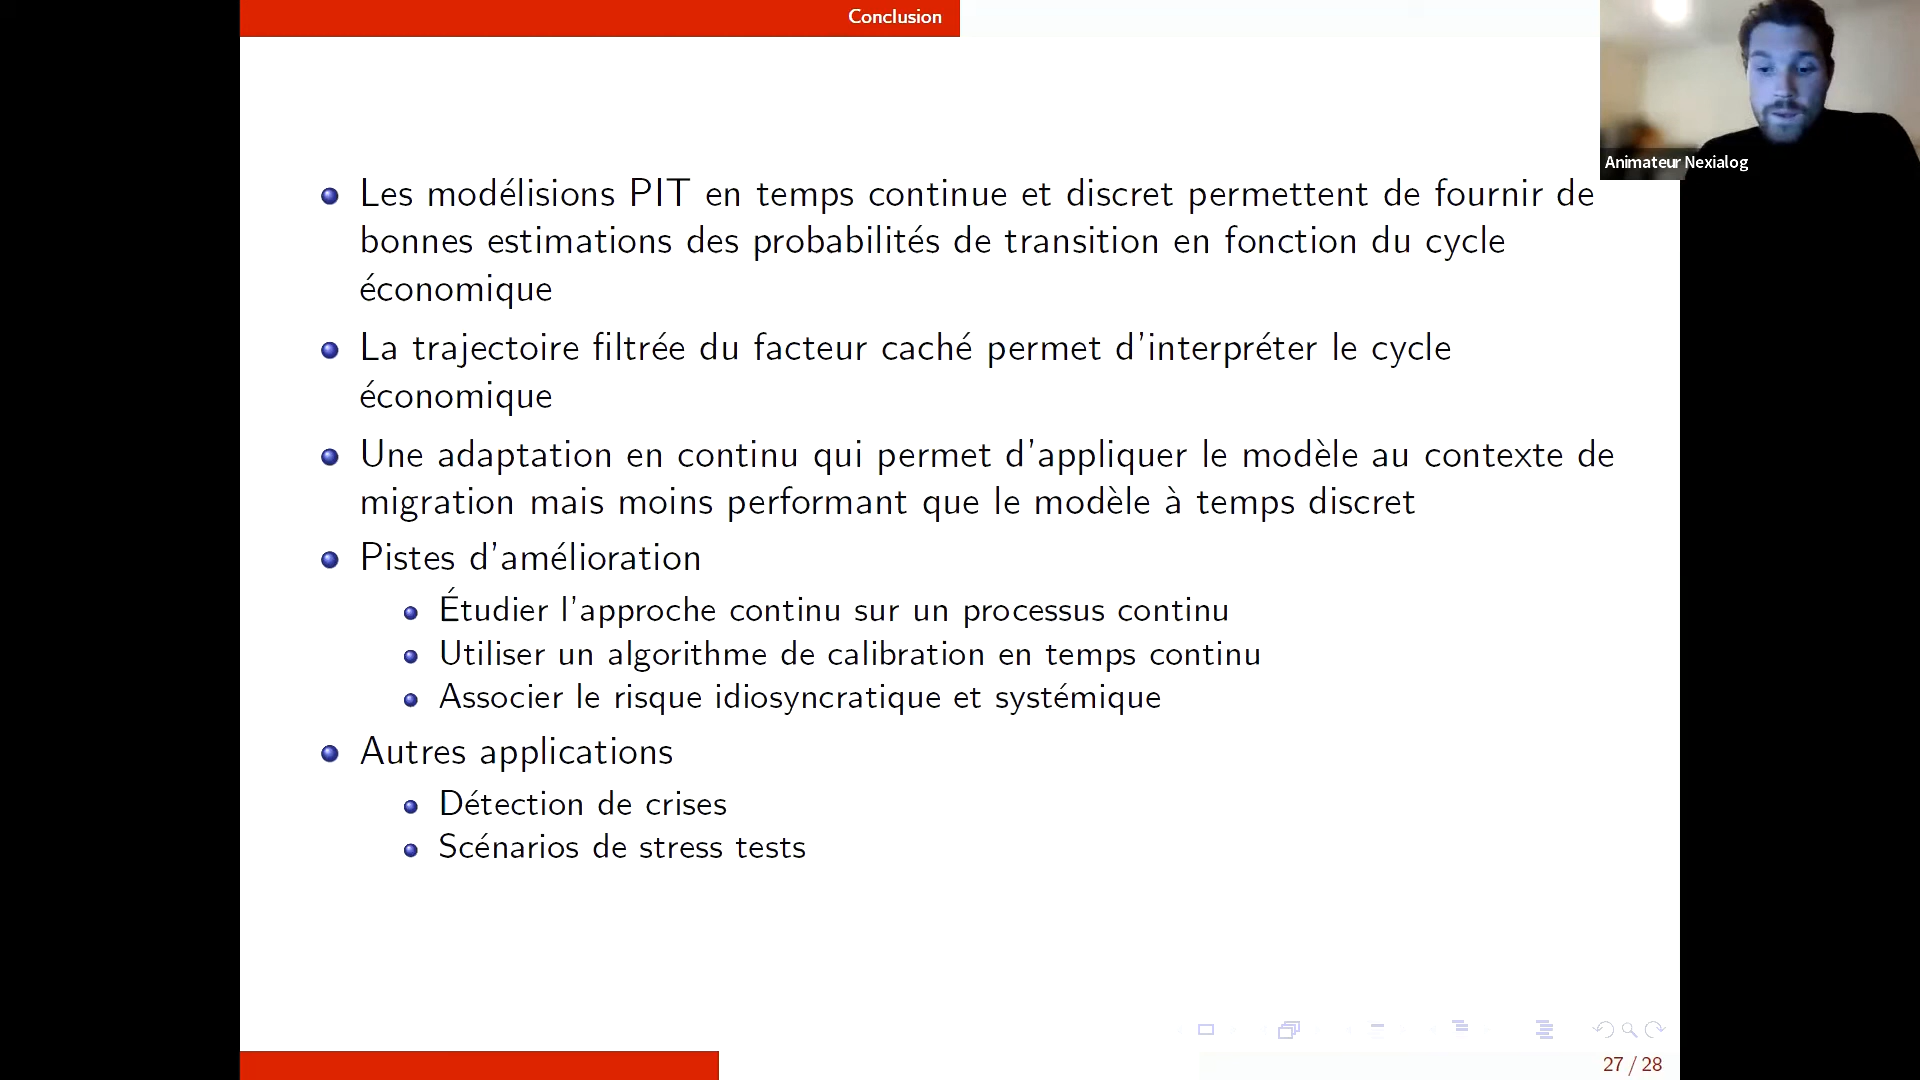 Conclusion
Animateur Nexialog
Les modélisions PIT en temps continue et discret permettent de fournir de
bonnes estimations des probabilités de transition en fonction du cycle
économique
La trajectoire filtrée du facteur caché permet d'interpréter le cycle
économique
Une adaptation en continu qui permet d'appliquer le modèle au contexte de
migration mais moins performant que le modèle à temps discret
Pistes d'amélioration
Étudier l'approche continu sur un processus continu
Utiliser un algorithme de calibration en temps continu
Associer le risque idiosyncratique et systémique
Autres applications
Détection de crises
Scénarios de stress tests
27 / 28